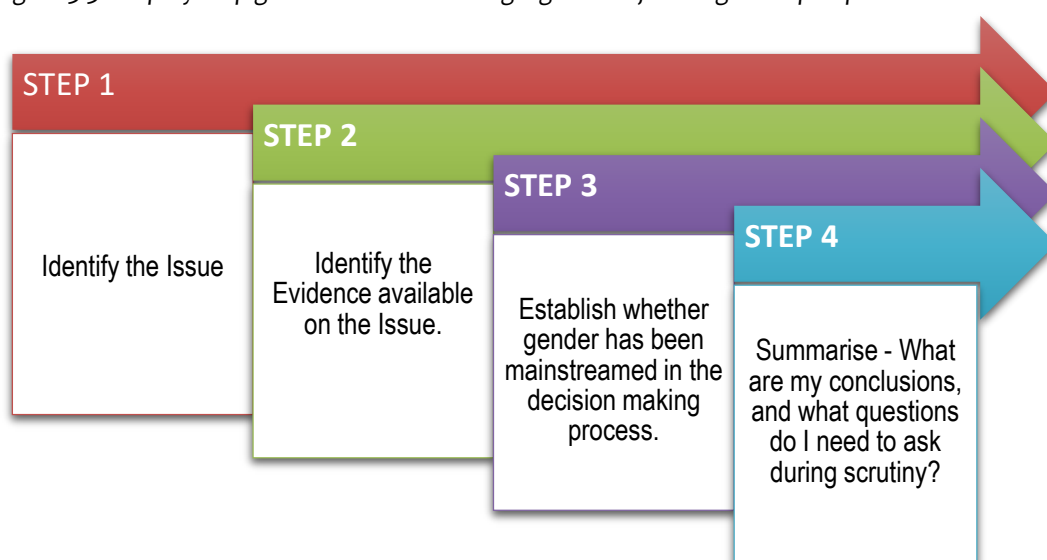 STEP 1
Identify the Issue
STEP 2
Identify the
Evidence available
on the Issue.
STEP 3
Establish whether
gender has been
mainstreamed in the
decision making
process.
STEP 4
Summarise - What
are my conclusions,
and what questions
do I need to ask
during scrutiny?